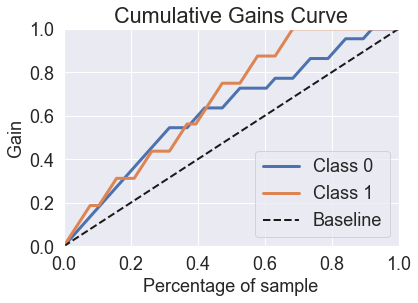 Cumulative Gains Curve
1.0
0.8
0.6
0.4
0.2
0.0
Gain
Class 0
Class 1
Baseline
0.0 0.2 0.4 0.6 0.8 1.0
Percentage of sample